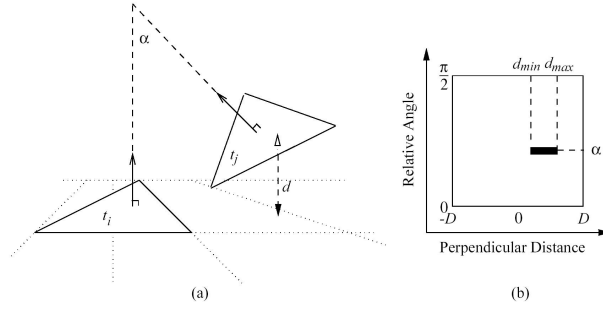 α
t_j
d
t_i
(a)
Relative Angle
π
2
0
d_min d_max
α
-D 0 D
Perpendicular Distance
(b)